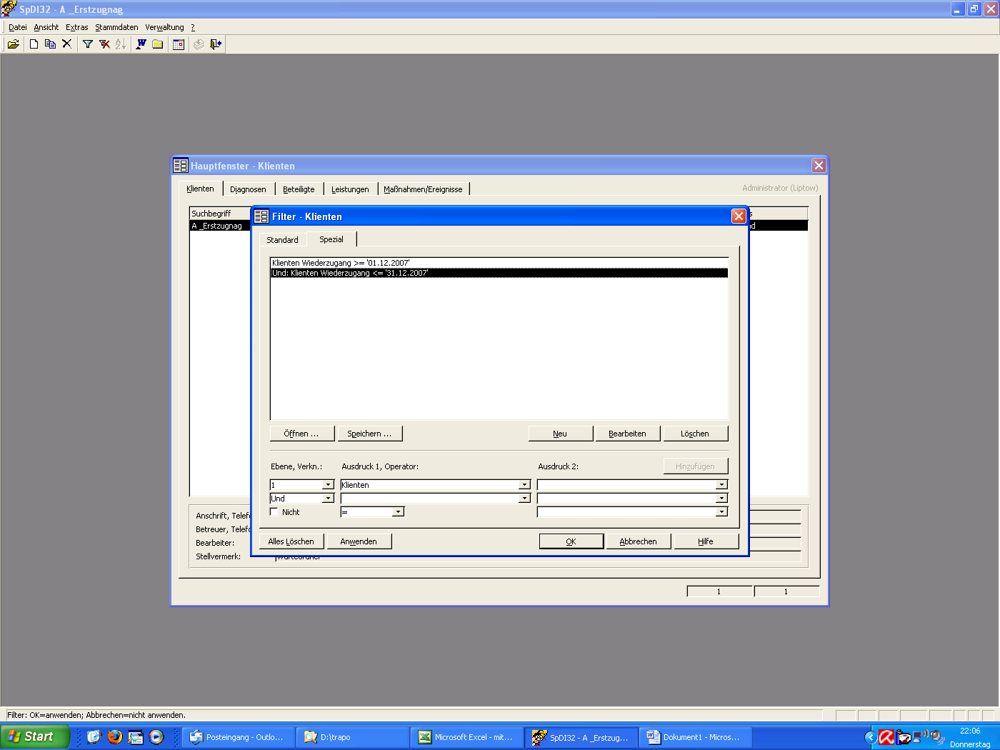 SpDI32 - A _Erstzugnag
Datei Ansicht Extras Stammdaten Verwaltung ?
Hauptfenster - Klienten
Klienten Diagnosen Beteiligte Leistungen Maßnahmen/Ereignisse Administrator (Liptow)
Suchbegriff
A _Erstzugnag
Filter - Klienten
Standard Spezial
Klienten Wiederzugang >= '01.12.2007'
Und: Klienten Wiederzugang <= '31.12.2007'
Öffnen ... Speichern ... Neu Bearbeiten Löschen
Ebene, Verkn.: Ausdruck 1, Operator: Ausdruck 2: Hinzufügen
1 Klienten
Und
Nicht =
Anschrift, Telef
Betreuer, Telefo
Bearbeiter:
Stellvermerk:
Alles Löschen Anwenden OK Abbrechen Hilfe
1 1
Filter: OK=anwenden; Abbrechen=nicht anwenden.
Start Posteingang - Outlo... D:\trapo Microsoft Excel - mit... SpDI32 - A _Erstzug... Dokument1 - Micros... 22:06
Donnerstag